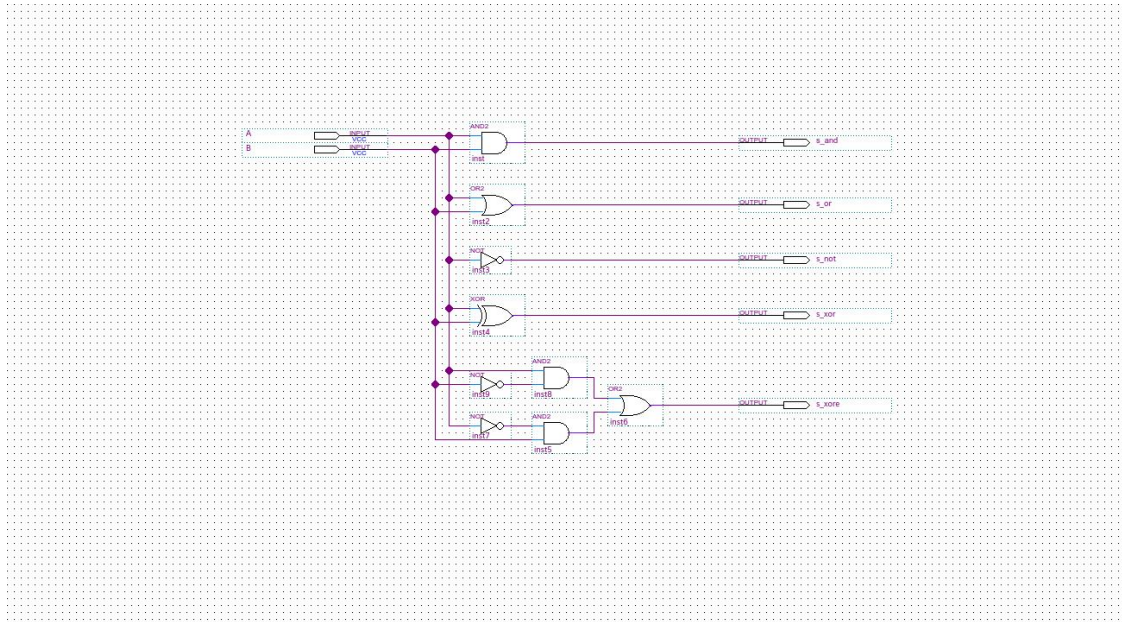 AND2
A INPUT VCC
B INPUT VCC
inst
OUTPUT s_and
OR2
inst2
OUTPUT s_or
NOT
inst3
OUTPUT s_not
XOR
inst4
OUTPUT s_xor
AND2
NOT
inst9
inst8
OR2
inst6
OUTPUT s_xore
NOT
inst7
AND2
inst5